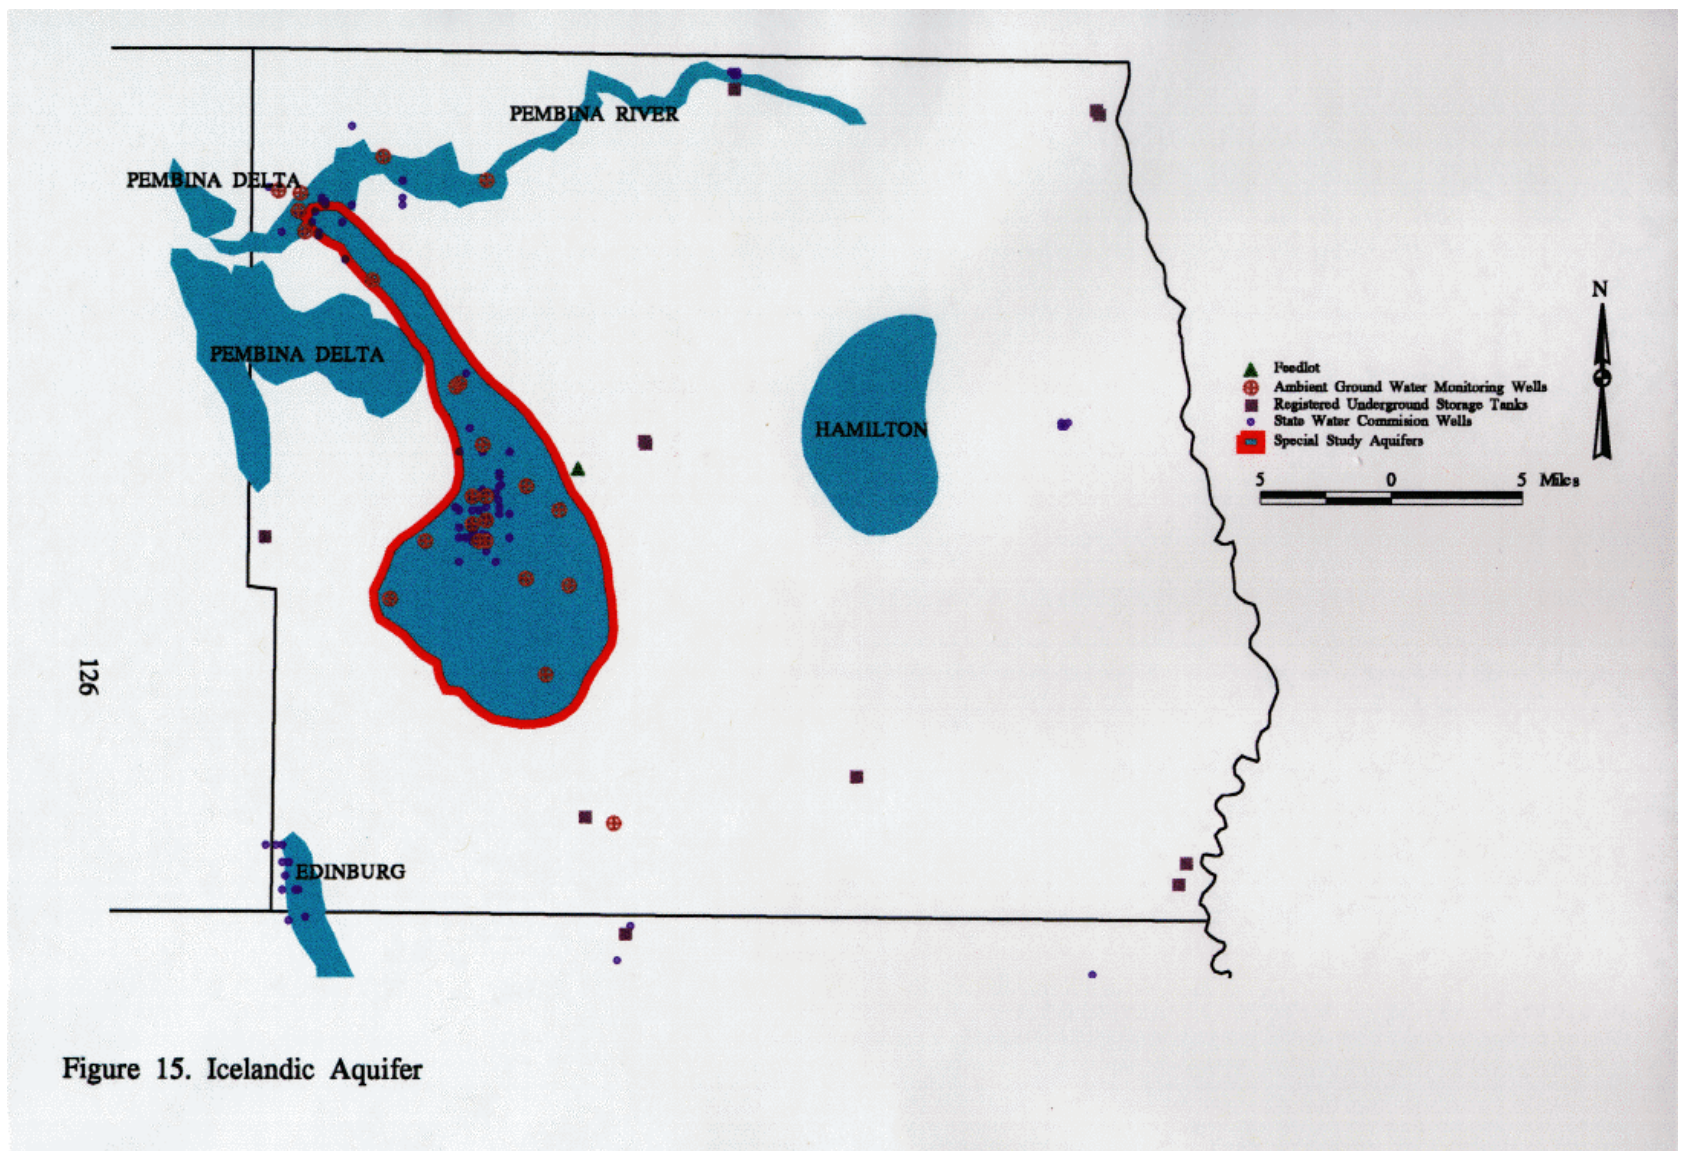 PEMBINA RIVER
PEMBINA DELTA
N
PEMBINA DELTA
Feedlot
Ambient Ground Water Monitoring Wells
Registered Underground Storage Tanks
State Water Commision Wells
Special Study Aquifers
HAMILTON
5 0 5 Miles
126
EDINBURG
Figure 15. Icelandic Aquifer